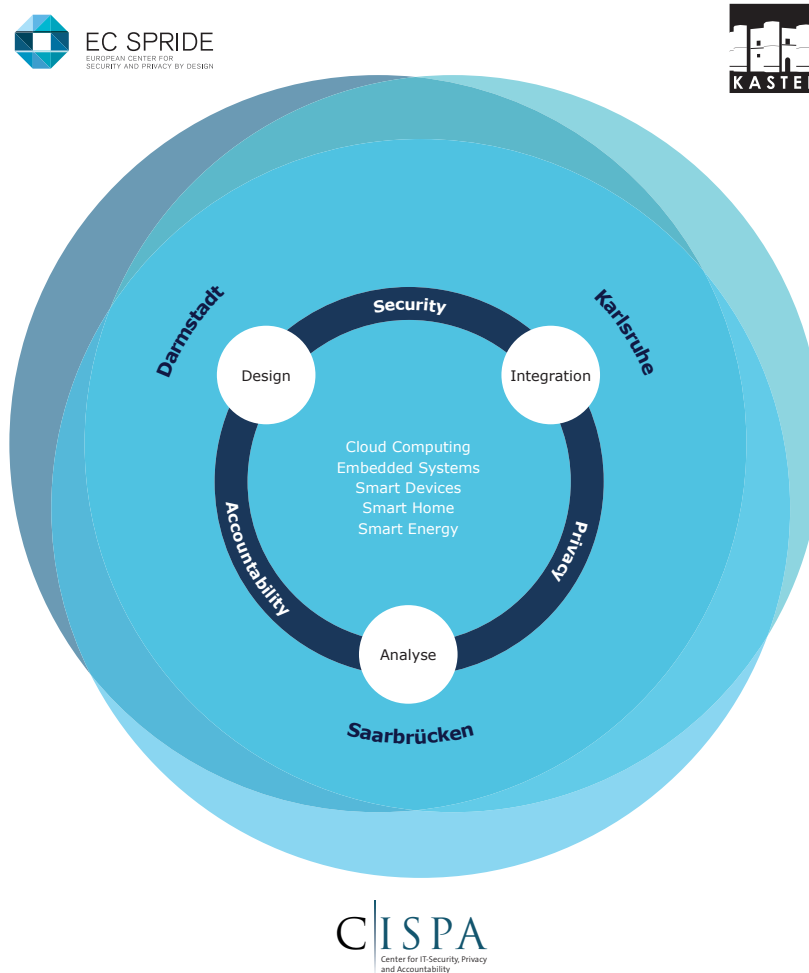 EC SPRIDE
EUROPEAN CENTER FOR
SECURITY AND PRIVACY BY DESIGN
KASTEL
Darmstadt
Security
Karlsruhe
Design
Integration
Cloud Computing
Embedded Systems
Smart Devices
Smart Home
Smart Energy
Accountability
Privacy
Analyse
Saarbrücken
CISPA
Center for IT-Security, Privacy
and Accountability